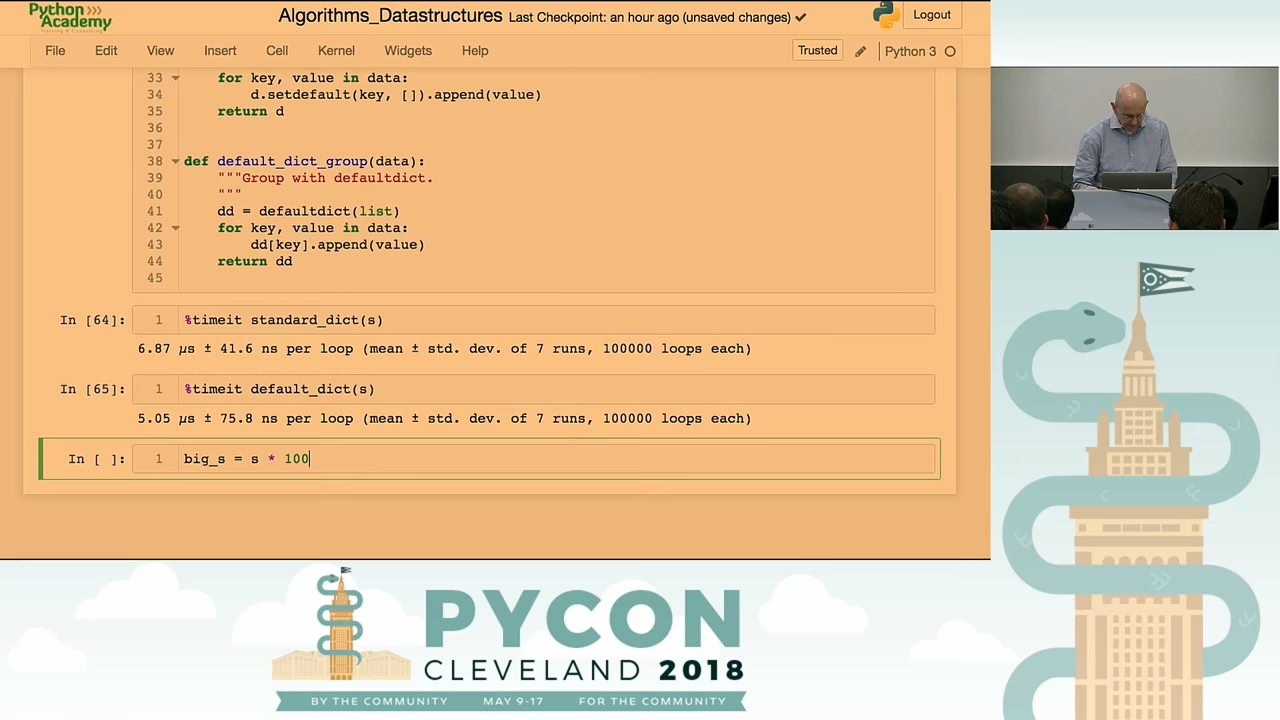 Python
Academy
Training & Consulting
Algorithms_Datastructures Last Checkpoint: an hour ago (unsaved changes)
Logout
File Edit View Insert Cell Kernel Widgets Help
Trusted
Python 3
33 for key, value in data:
34 d.setdefault(key, []).append(value)
35 return d
36
37
38 def default_dict_group(data):
39 """Group with defaultdict.
40 """
41 dd = defaultdict(list)
42 for key, value in data:
43 dd[key].append(value)
44 return dd
45
In [64]: 1 %timeit standard_dict(s)
6.87 µs ± 41.6 ns per loop (mean ± std. dev. of 7 runs, 100000 loops each)
In [65]: 1 %timeit default_dict(s)
5.05 µs ± 75.8 ns per loop (mean ± std. dev. of 7 runs, 100000 loops each)
In [ ]: 1 big_s = s * 100
PYCON
CLEVELAND 2018
BY THE COMMUNITY MAY 9-17 FOR THE COMMUNITY